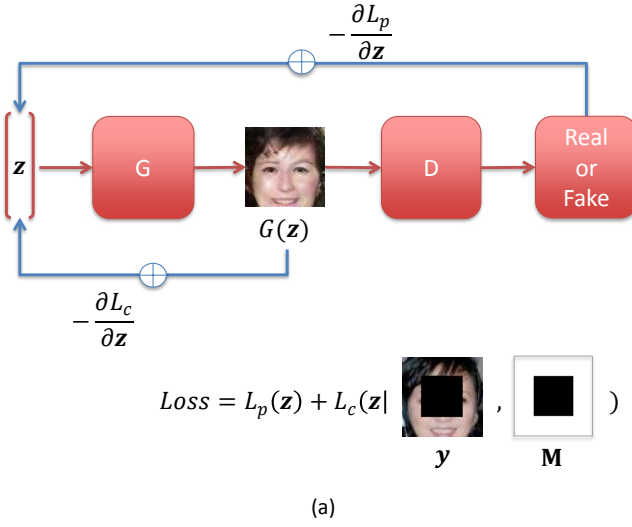 − ∂L_p / ∂z
z
G
G(z)
D
Real
or
Fake
− ∂L_c / ∂z
Loss = L_p(z) + L_c(z| , )
y M
(a)